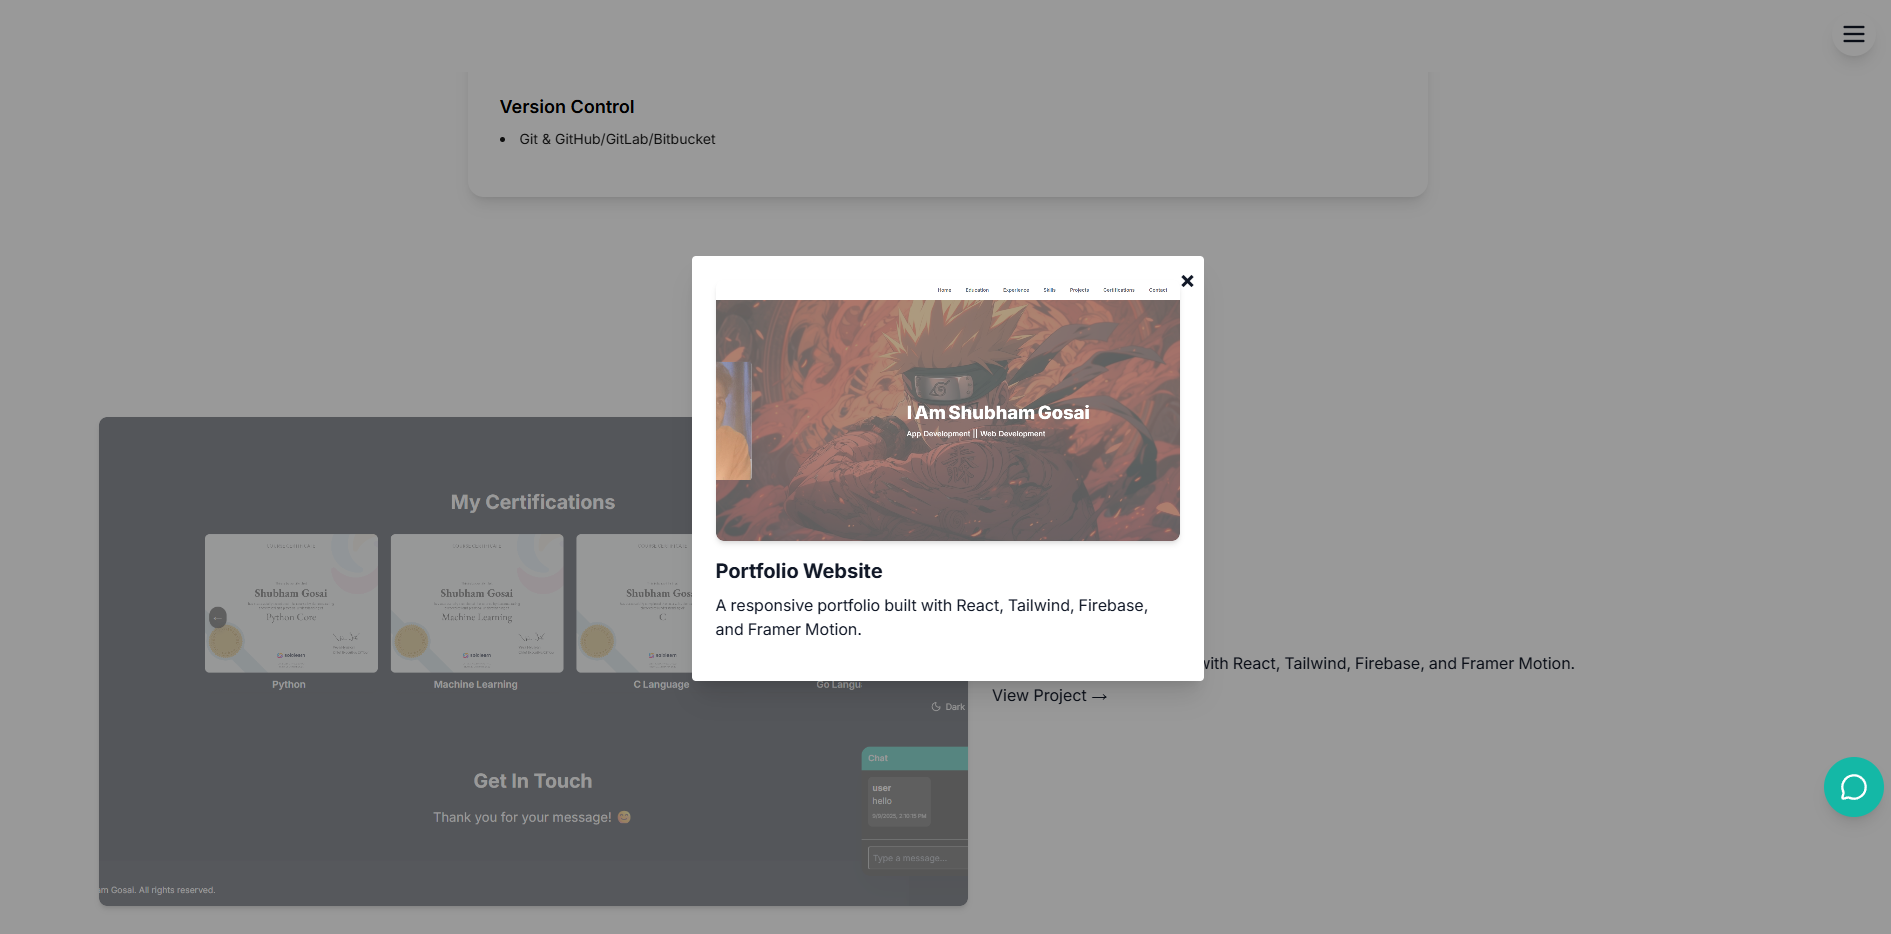 Version Control
Git & GitHub/GitLab/Bitbucket
Home Education Experience Skills Projects Certifications Contact
I Am Shubham Gosai
App Development || Web Development
Portfolio Website
A responsive portfolio built with React, Tailwind, Firebase,
and Framer Motion.
My Certifications
Shubham Gosai
Python Core
Shubham Gosai
Machine Learning
Shubham Gos
C
sololearn
sololearn
sololearn
Python
Machine Learning
C Language
Go Langu
Dark
Get In Touch
Thank you for your message! 😊
Chat
user
hello
Type a message...
am Gosai. All rights reserved.
with React, Tailwind, Firebase, and Framer Motion.
View Project →